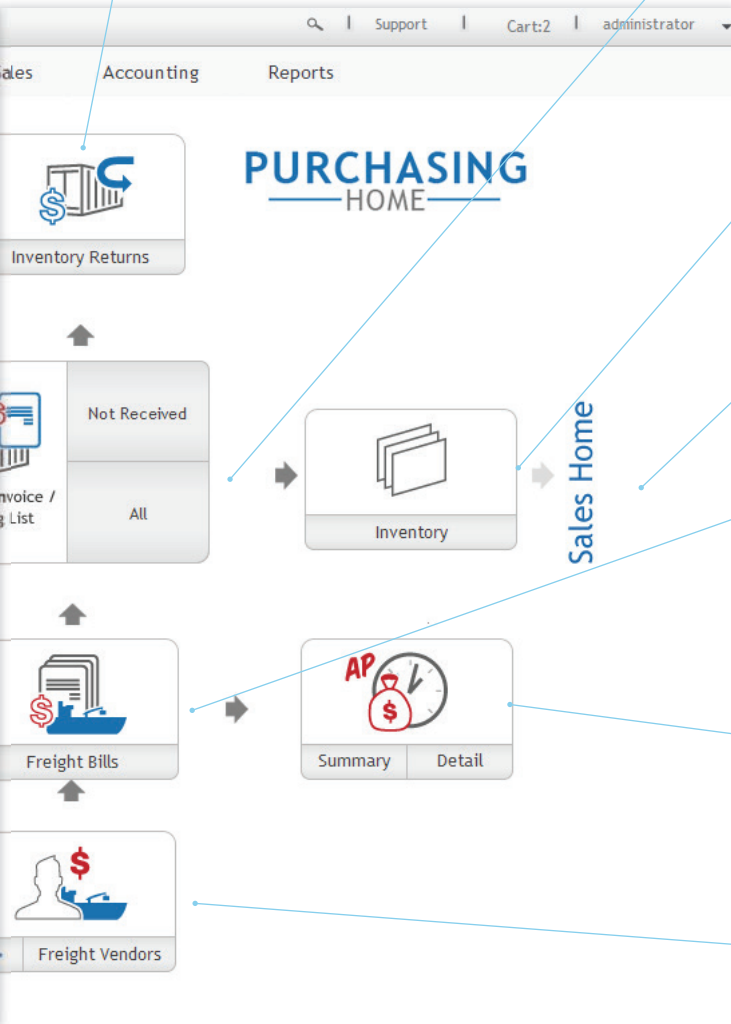 Support
Cart:2
administrator
ales
Accounting
Reports
PURCHASING
HOME
$
Inventory Returns
Not Received
nvoice /
g List
All
Inventory
Sales Home
$
Freight Bills
AP
$
Summary
Detail
$
Freight Vendors